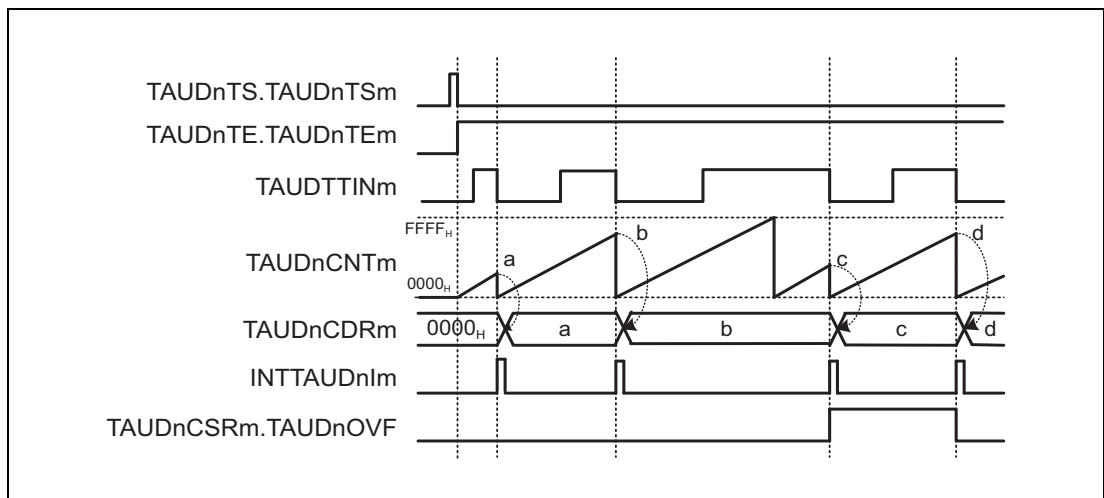 TAUDnTS.TAUDnTSm
TAUDnTE.TAUDnTEm
TAUDTTINm
FFFFH
TAUDnCNTm
0000H
a
b
c
d
TAUDnCDRm
0000H
a
b
c
d
INTTAUDnIm
TAUDnCSRm.TAUDnOVF